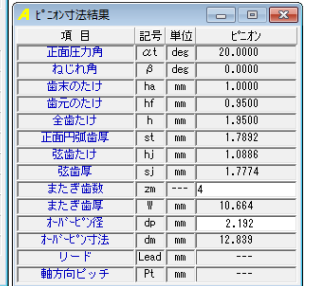 ﾋﾟﾆｵﾝ寸法結果
項 目 記号 単位 ﾋﾟﾆｵﾝ
正面圧力角 αt deg 20.0000
ねじれ角 β deg 0.0000
歯末のたけ ha mm 1.0000
歯元のたけ hf mm 0.9500
全歯たけ h mm 1.9500
正面円弧歯厚 st mm 1.7892
弦歯たけ hj mm 1.0886
弦歯厚 sj mm 1.7774
またぎ歯数 zm --- 4
またぎ歯厚 W mm 10.664
ｵｰﾊﾞｰﾋﾟﾝ径 dp mm 2.192
ｵｰﾊﾞｰﾋﾟﾝ寸法 dm mm 12.839
リード Lead mm ---
軸方向ピッチ Pt mm ---